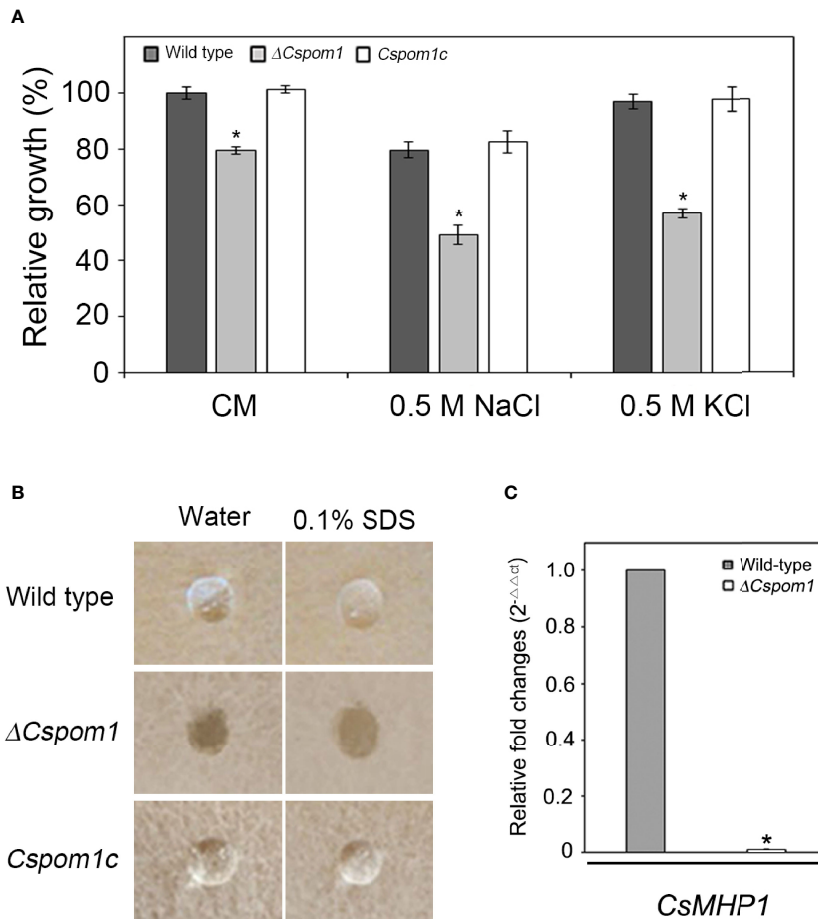 A
Wild type ΔCspom1 Cspom1c
Relative growth (%)
100
80
60
40
20
0
*
*
*
CM 0.5 M NaCl 0.5 M KCl
B
Water 0.1% SDS
Wild type
ΔCspom1
Cspom1c
C
Wild-type
ΔCspom1
Relative fold changes (2-△△ct)
1.0
0.8
0.6
0.4
0.2
0
*
CsMHP1